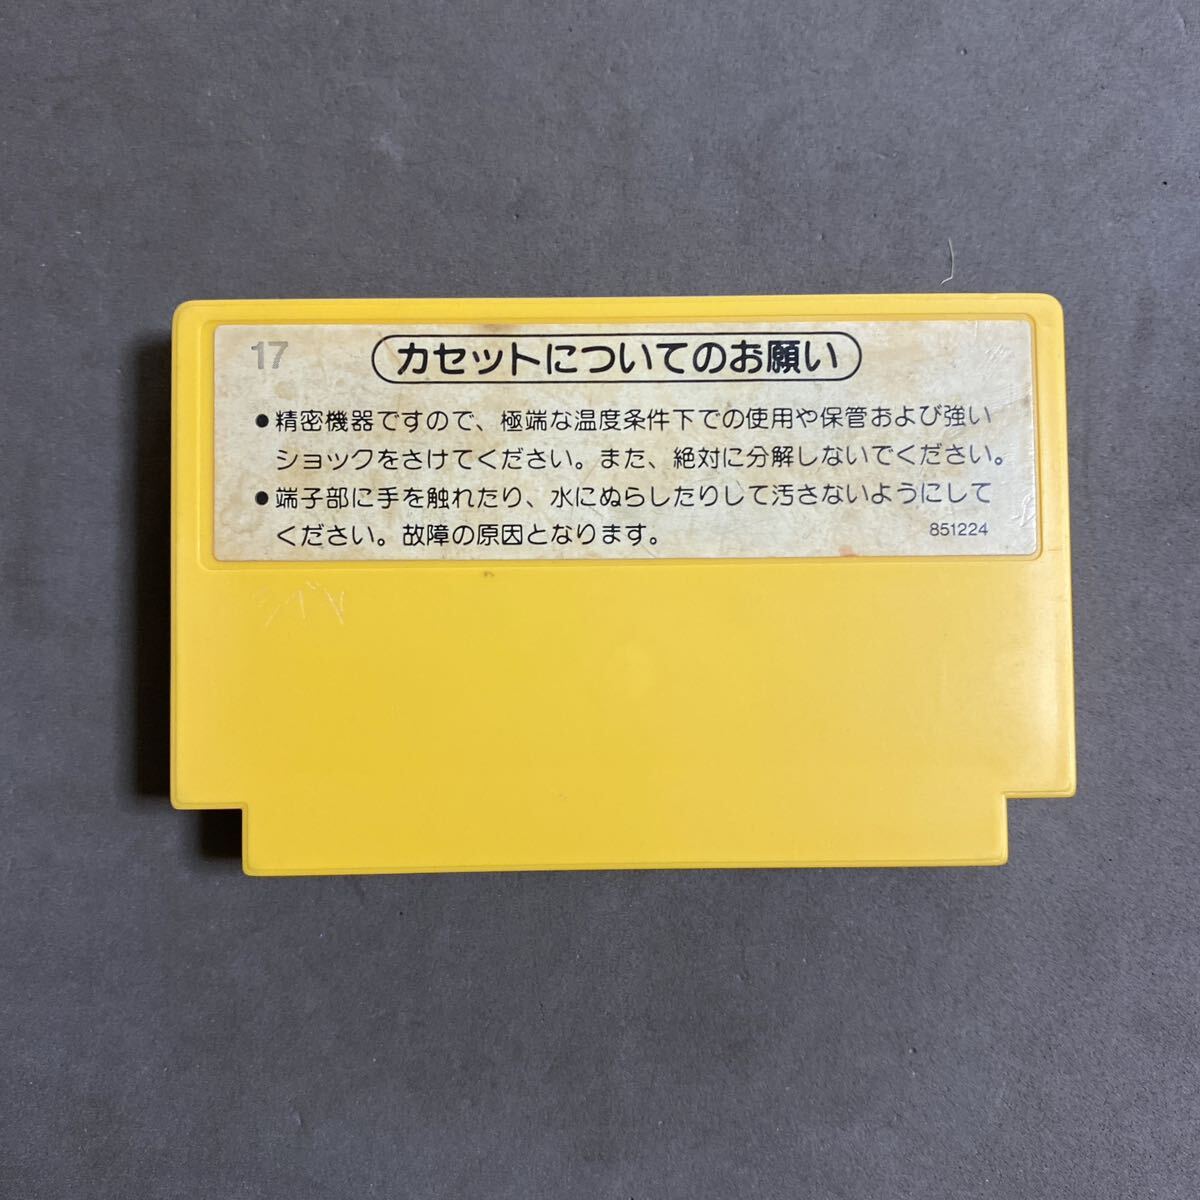 17
カセットについてのお願い
●精密機器ですので、極端な温度条件下での使用や保管および強い
ショックをさけてください。また、絶対に分解しないでください。
●端子部に手を触れたり、水にぬらしたりして汚さないようにして
ください。故障の原因となります。
851224